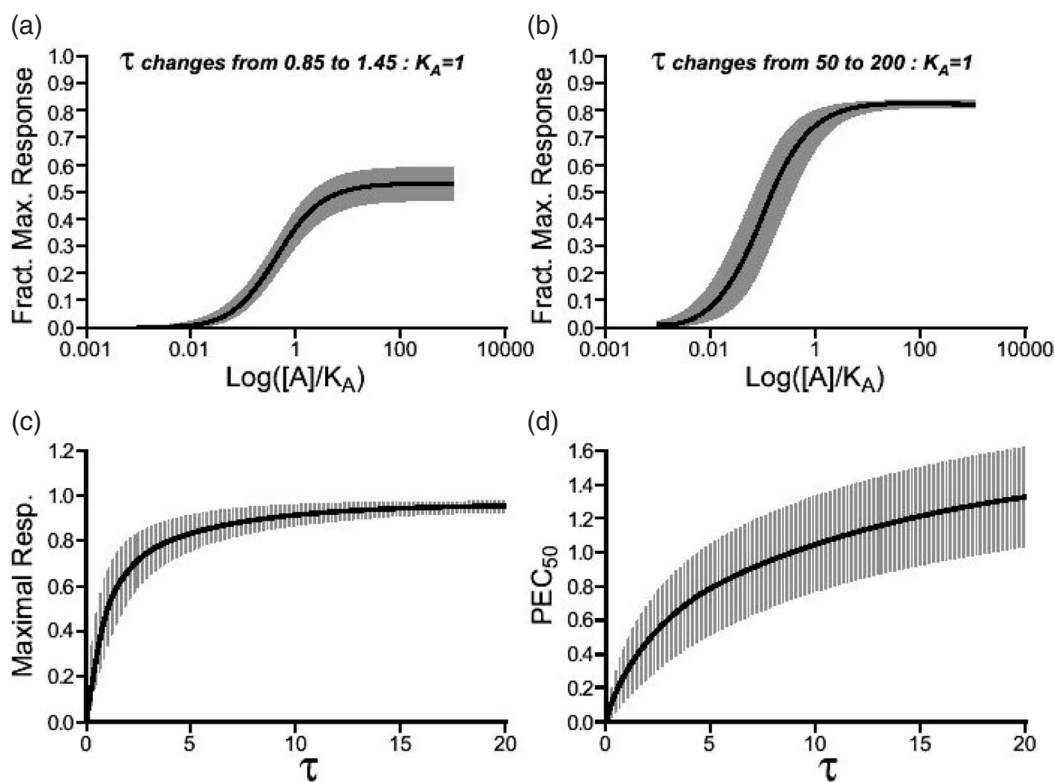 (a)
τ changes from 0.85 to 1.45 : KA=1
Fract. Max. Response
1.0
0.9
0.8
0.7
0.6
0.5
0.4
0.3
0.2
0.1
0.0
0.001 0.01 1 100 10000
Log([A]/KA)
(b)
τ changes from 50 to 200 : KA=1
Fract. Max. Response
1.0
0.9
0.8
0.7
0.6
0.5
0.4
0.3
0.2
0.1
0.0
0.001 0.01 1 100 10000
Log([A]/KA)
(c)
Maximal Resp.
1.2
1.0
0.8
0.6
0.4
0.2
0.0
0 5 10 15 20
τ
(d)
PEC50
1.6
1.4
1.2
1.0
0.8
0.6
0.4
0.2
0.0
0 5 10 15 20
τ